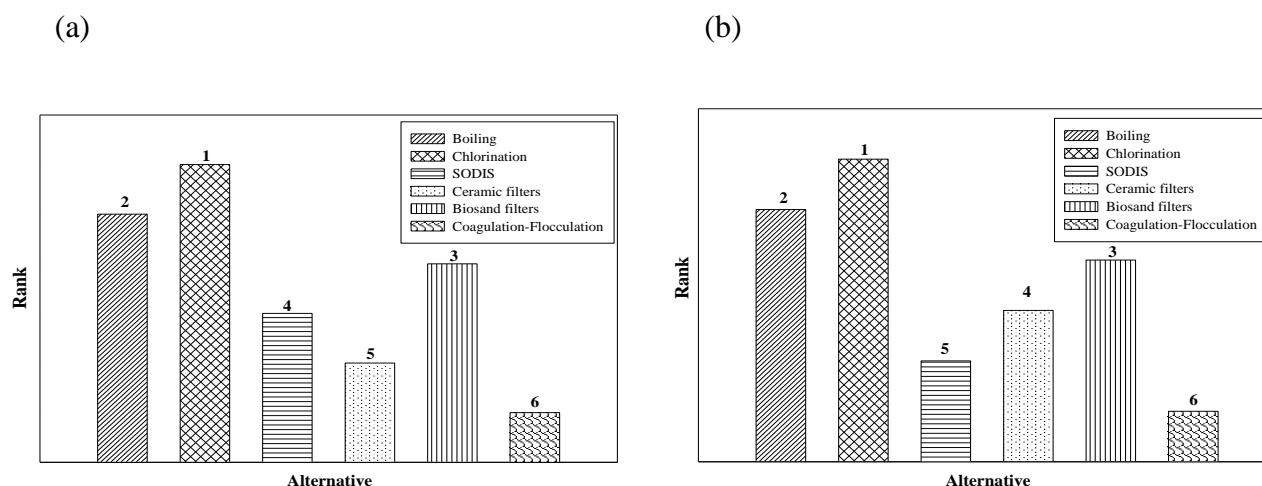 (a)
Rank
2
1
4
5
3
6
Boiling
Chlorination
SODIS
Ceramic filters
Biosand filters
Coagulation-Flocculation
Alternative
(b)
Rank
2
1
5
4
3
6
Boiling
Chlorination
SODIS
Ceramic filters
Biosand filters
Coagulation-Flocculation
Alternative